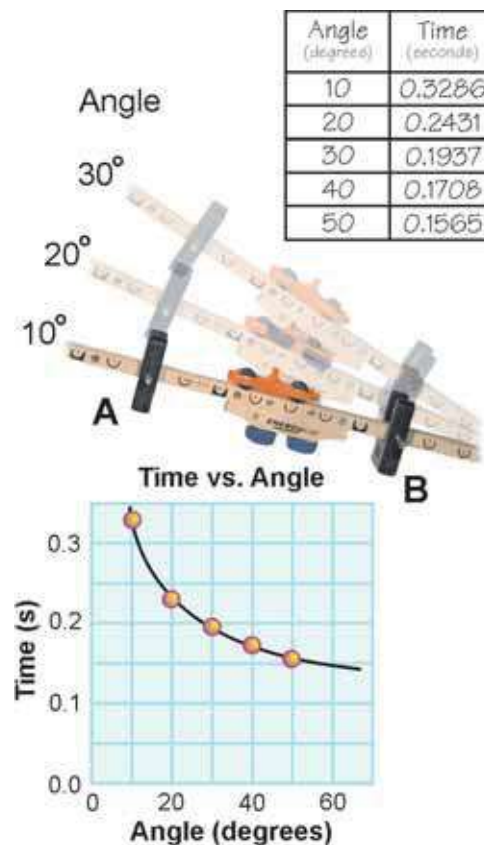 Angle Time
(degrees) (seconds)
10 0.3286
20 0.2431
30 0.1937
40 0.1708
50 0.1565
Angle
30°
20°
10°
A
B
Time vs. Angle
Time (s)
0.3
0.2
0.1
0.0
0 20 40 60
Angle (degrees)